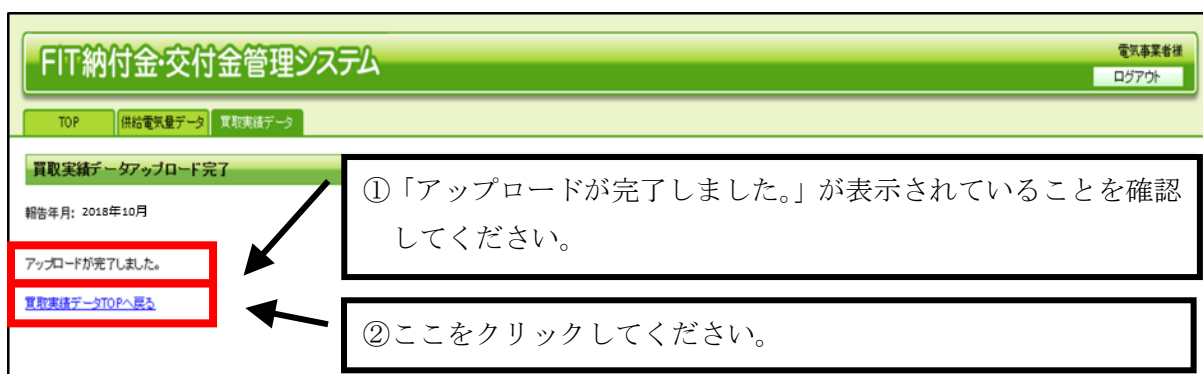 FIT納付金・交付金管理システム
電気事業者様
ログアウト
TOP
供給電気量データ
買取実績データ
買取実績データアップロード完了
報告年月: 2018年10月
アップロードが完了しました。
買取実績データTOPへ戻る
①「アップロードが完了しました。」が表示されていることを確認
してください。
②ここをクリックしてください。